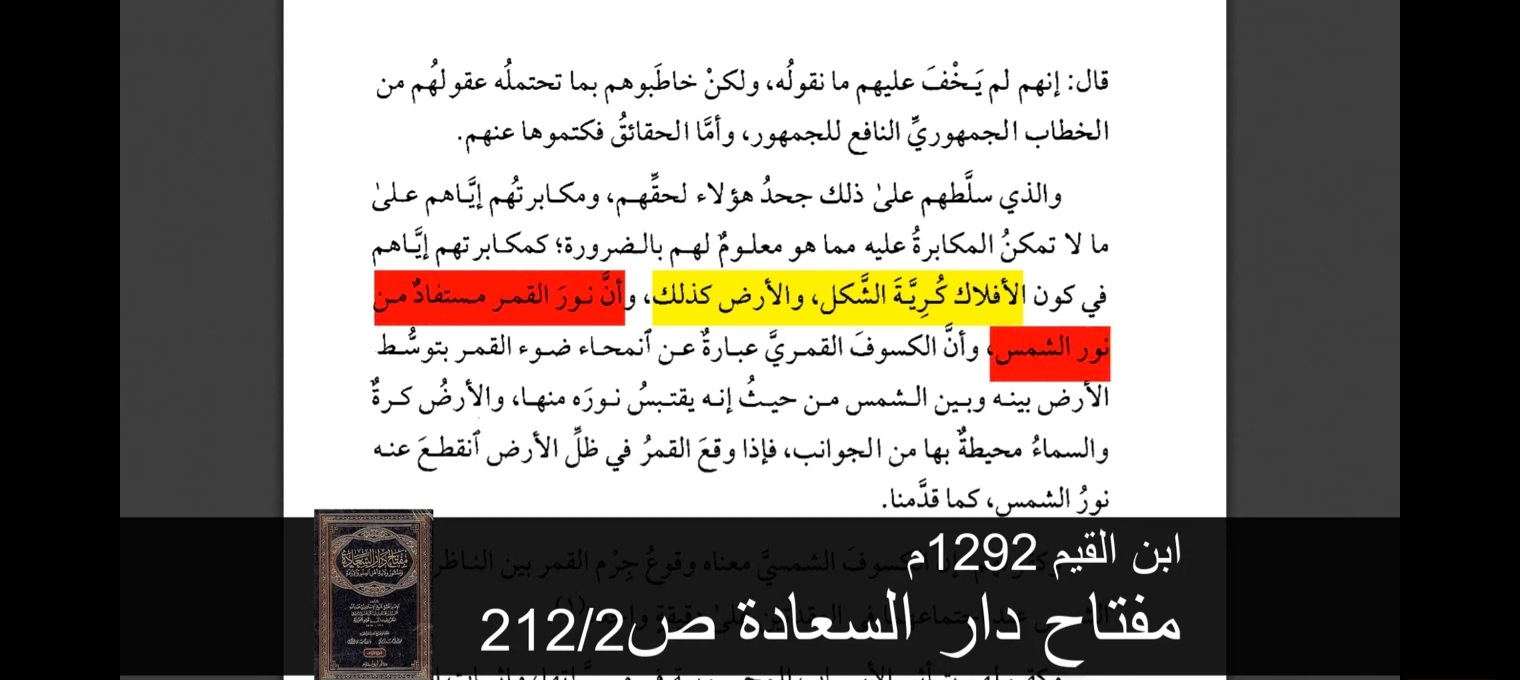 قال: إنهم لم يَخْفَ عليهم ما نقولُه، ولكنْ خاطَبوهم بما تحتملُه عقولهُم من
الخطاب الجمهوريِّ النافع للجمهور، وأمَّا الحقائقُ فكتموها عنهم.
والذي سلَّطهم علىٰ ذلك جحدُ هؤلاء لحقِّهم، ومكابرتُهم إيَّاهم علىٰ
ما لا تمكنُ المكابرةُ عليه مما هو معلومٌ لهم بالضرورة؛ كمكابرتهم إيَّاهم
في كون الأفلاك كُرِيَّةَ الشَّكل، والأرض كذلك، وأنَّ نورَ القمر مستفادٌ من
نور الشمس، وأنَّ الكسوفَ القمريَّ عبارةٌ عن ٱنمحاء ضوء القمر بتوسُّط
الأرض بينه وبين الشمس من حيثُ إنه يقتبسُ نورَه منها، والأرضُ كرةٌ
والسماءُ محيطةٌ بها من الجوانب، فإذا وقعَ القمرُ في ظلِّ الأرض ٱنقطعَ عنه
نورُ الشمس، كما قدَّمنا.
الكسوفَ الشمسيَّ معناه وقوعُ جِرْم القمر بين الناظر
ابن القيم 1292م
مفتاح دار السعادة ص212/2
مفتاح دار السعادة